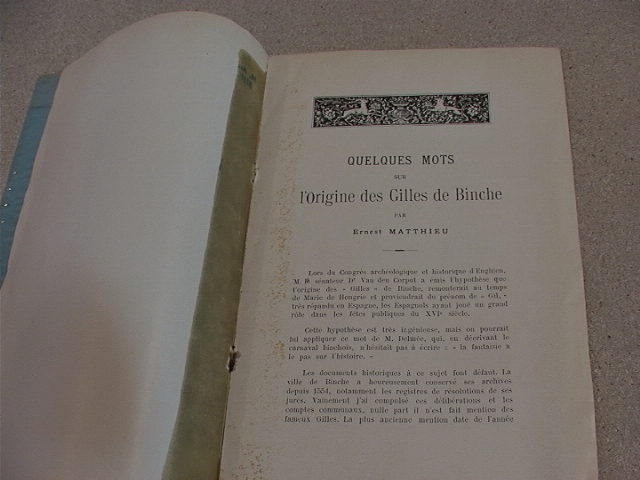 QUELQUES MOTS
SUR
l'Origine des Gilles de Binche
PAR
Ernest MATTHIEU
Lors du Congrès archéologique et historique d'Enghien,
M. le sénateur Dr Van den Corput a émis l'hypothèse que
l'origine des « Gilles » de Binche, remonterait au temps
de Marie de Hongrie et proviendrait du prénom de « Gil, »
très répandu en Espagne, les Espagnols ayant joué un grand
rôle dans les fêtes publiques du XVIe siècle.
Cette hypothèse est très ingénieuse, mais on pourrait
lui appliquer ce mot de M. Delmée, qui, en décrivant le
carnaval binchois, n'hésitait pas à écrire : « la fantaisie a
le pas sur l'histoire. »
Les documents historiques à ce sujet font défaut. La
ville de Binche a heureusement conservé ses archives
depuis 1554, notamment les registres de résolutions de ses
jurés. Vainement j'ai compulsé ces délibérations et les
comptes communaux, nulle part il n'est fait mention des
fameux Gilles. La plus ancienne mention date de l'année